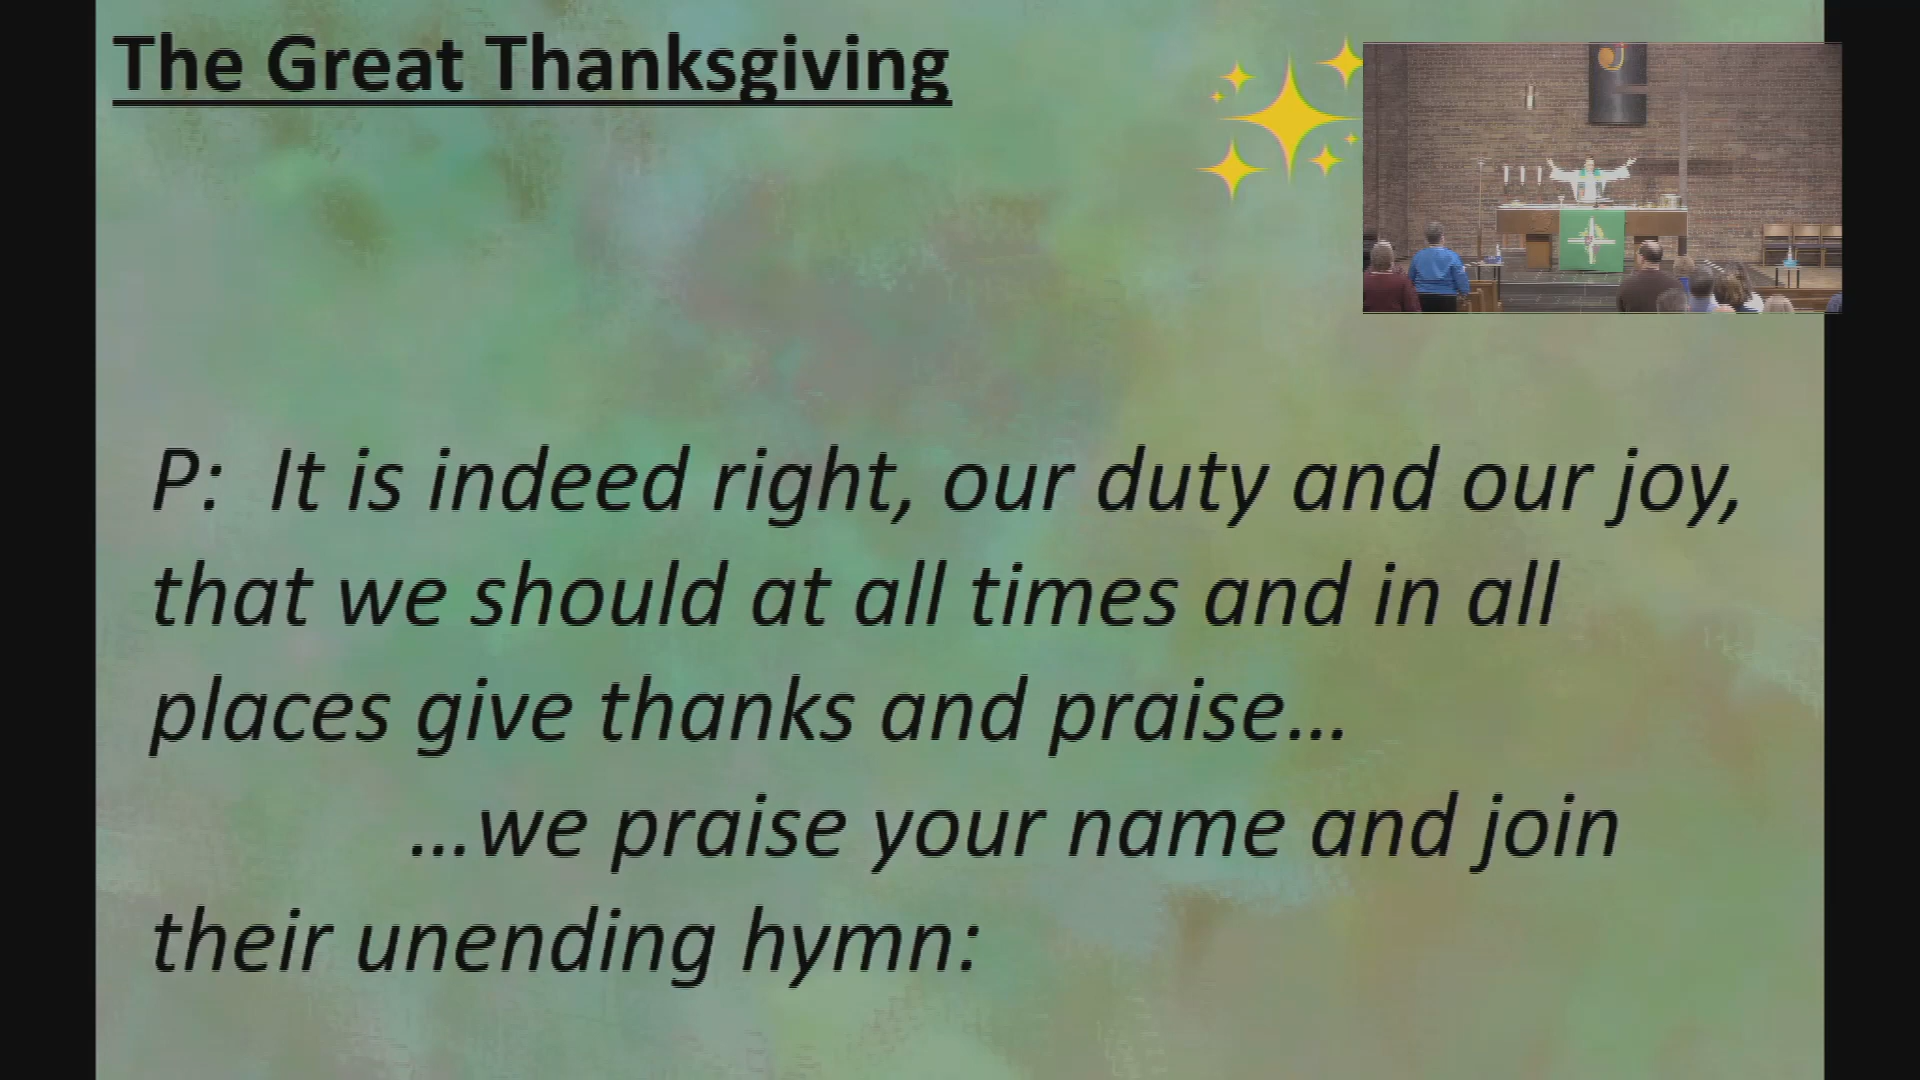 The Great Thanksgiving
P: It is indeed right, our duty and our joy,
that we should at all times and in all
places give thanks and praise...
...we praise your name and join
their unending hymn: